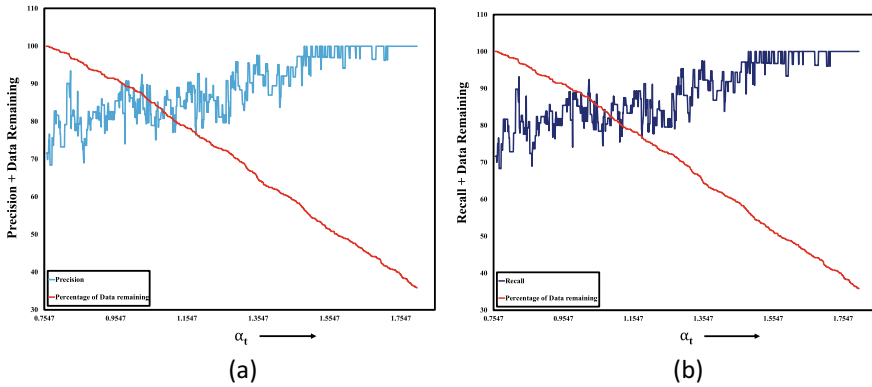 100
90
80
70
60
50
40
30
Precision + Data Remaining
Precision
Percentage of Data remaining
0.7547 0.9547 1.1547 1.3547 1.5547 1.7547
αt
(a)
100
90
80
70
60
50
40
30
Recall + Data Remaining
Recall
Percentage of Data remaining
0.7547 0.9547 1.1547 1.3547 1.5547 1.7547
αt
(b)